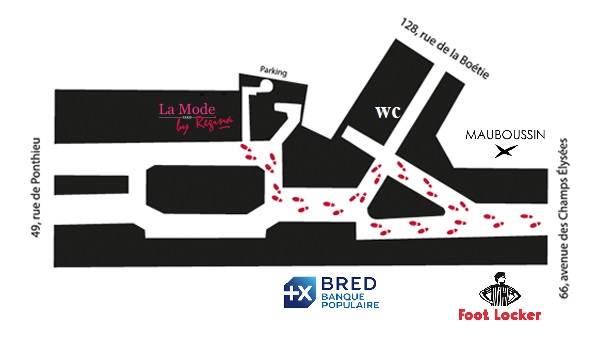 128, rue de la Boétie
Parking
La Mode
by Regina
WC
MAUBOUSSIN
49, rue de Ponthieu
66, avenue des Champs Elysées
+X BRED
BANQUE
POPULAIRE
Foot Locker